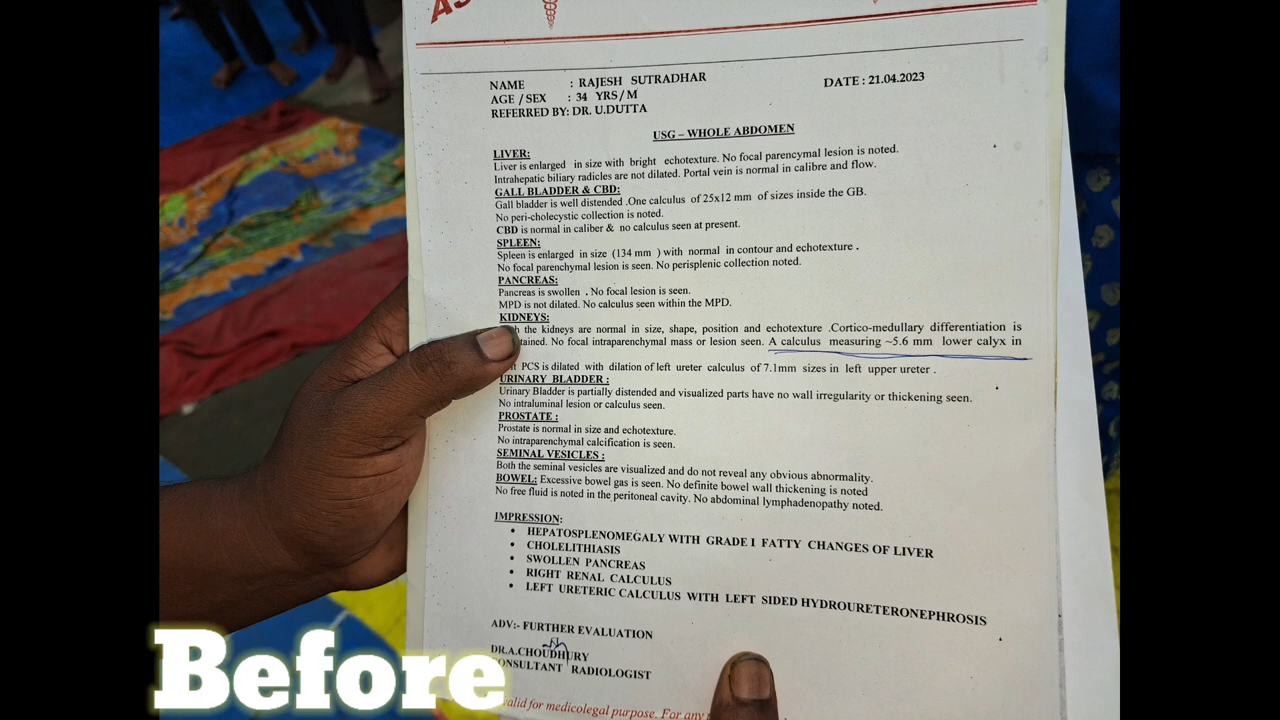 NAME : RAJESH SUTRADHAR DATE : 21.04.2023
AGE / SEX : 34 YRS / M
REFERRED BY: DR. U.DUTTA
USG – WHOLE ABDOMEN
LIVER:
Liver is enlarged in size with bright echotexture. No focal parencymal lesion is noted.
Intrahepatic biliary radicles are not dilated. Portal vein is normal in calibre and flow.
GALL BLADDER & CBD:
Gall bladder is well distended .One calculus of 25x12 mm of sizes inside the GB.
No peri-cholecystic collection is noted.
CBD is normal in caliber & no calculus seen at present.
SPLEEN:
Spleen is enlarged in size (134 mm ) with normal in contour and echotexture .
No focal parenchymal lesion is seen. No perisplenic collection noted.
PANCREAS:
Pancreas is swollen . No focal lesion is seen.
MPD is not dilated. No calculus seen within the MPD.
KIDNEYS:
the kidneys are normal in size, shape, position and echotexture .Cortico-medullary differentiation is
No focal intraparenchymal mass or lesion seen. A calculus measuring ~5.6 mm lower calyx in
PCS is dilated with dilation of left ureter calculus of 7.1mm sizes in left upper ureter .
URINARY BLADDER :
Urinary Bladder is partially distended and visualized parts have no wall irregularity or thickening seen.
No intraluminal lesion or calculus seen.
PROSTATE :
Prostate is normal in size and echotexture.
No intraparenchymal calcification is seen.
SEMINAL VESICLES :
Both the seminal vesicles are visualized and do not reveal any obvious abnormality.
BOWEL: Excessive bowel gas is seen. No definite bowel wall thickening is noted
No free fluid is noted in the peritoneal cavity. No abdominal lymphadenopathy noted.
IMPRESSION:
• HEPATOSPLENOMEGALY WITH GRADE I FATTY CHANGES OF LIVER
• CHOLELITHIASIS
• SWOLLEN PANCREAS
• RIGHT RENAL CALCULUS
• LEFT URETERIC CALCULUS WITH LEFT SIDED HYDROURETERONEPHROSIS
ADV:- FURTHER EVALUATION
DR.A.CHOUDHURY
CONSULTANT RADIOLOGIST
valid for medicolegal purpose. For any
Before